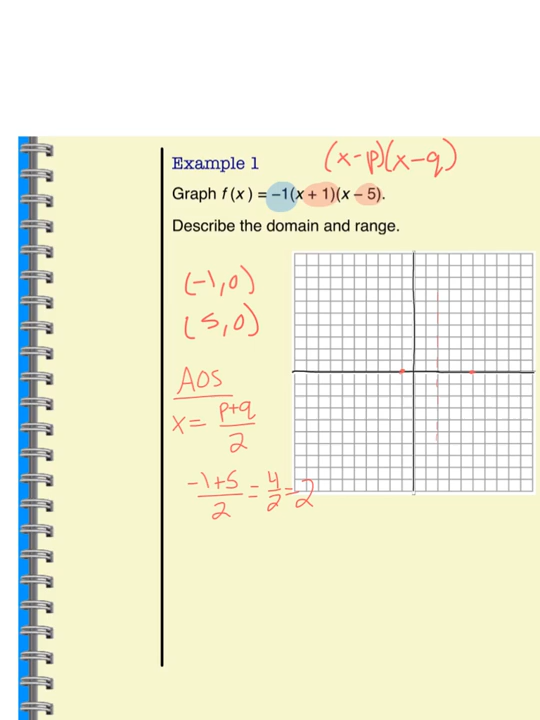 Example 1
(x-p)(x-q)
Graph f(x) = -1(x + 1)(x - 5).
Describe the domain and range.
(-1,0)
(5,0)
AOS
x = p+q/2
-1+5/2 = 4/2 = 2